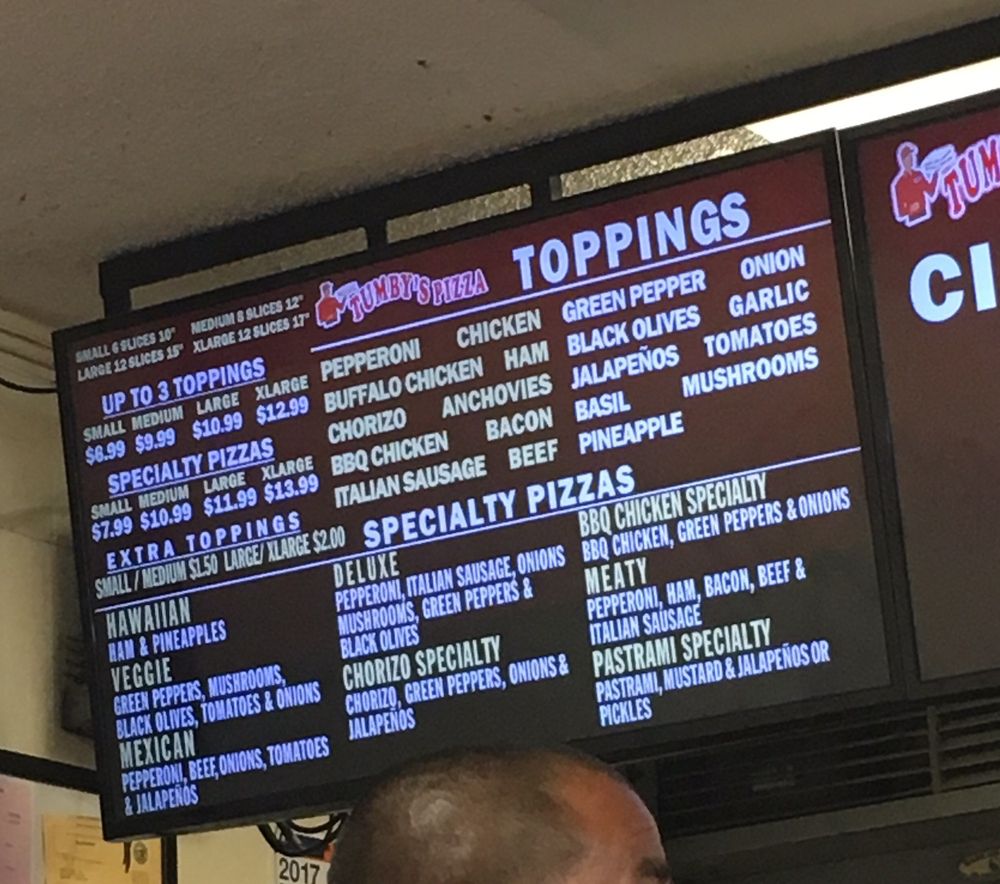 SMALL 6 SLICES 10" MEDIUM 8 SLICES 12"
LARGE 12 SLICES 15" XLARGE 12 SLICES 17"
UP TO 3 TOPPINGS
SMALL MEDIUM LARGE XLARGE
$6.99 $9.99 $10.99 $12.99
SPECIALTY PIZZAS
SMALL MEDIUM LARGE XLARGE
$7.99 $10.99 $11.99 $13.99
EXTRA TOPPINGS
SMALL / MEDIUM $1.50 LARGE/ XLARGE $2.00
TUMBY'S PIZZA
TOPPINGS
PEPPERONI CHICKEN GREEN PEPPER ONION
BUFFALO CHICKEN HAM BLACK OLIVES GARLIC
CHORIZO ANCHOVIES JALAPEÑOS TOMATOES
BBQ CHICKEN BACON BASIL MUSHROOMS
ITALIAN SAUSAGE BEEF PINEAPPLE
SPECIALTY PIZZAS
HAWAIIAN
HAM & PINEAPPLES
VEGGIE
GREEN PEPPERS, MUSHROOMS,
BLACK OLIVES, TOMATOES & ONIONS
MEXICAN
PEPPERONI, BEEF, ONIONS, TOMATOES
& JALAPEÑOS
DELUXE
PEPPERONI, ITALIAN SAUSAGE, ONIONS
MUSHROOMS, GREEN PEPPERS &
BLACK OLIVES
CHORIZO SPECIALTY
CHORIZO, GREEN PEPPERS, ONIONS &
JALAPEÑOS
BBQ CHICKEN SPECIALTY
BBQ CHICKEN, GREEN PEPPERS & ONIONS
MEATY
PEPPERONI, HAM, BACON, BEEF &
ITALIAN SAUSAGE
PASTRAMI SPECIALTY
PASTRAMI, MUSTARD & JALAPEÑOS OR
PICKLES
TUM
CI
2017